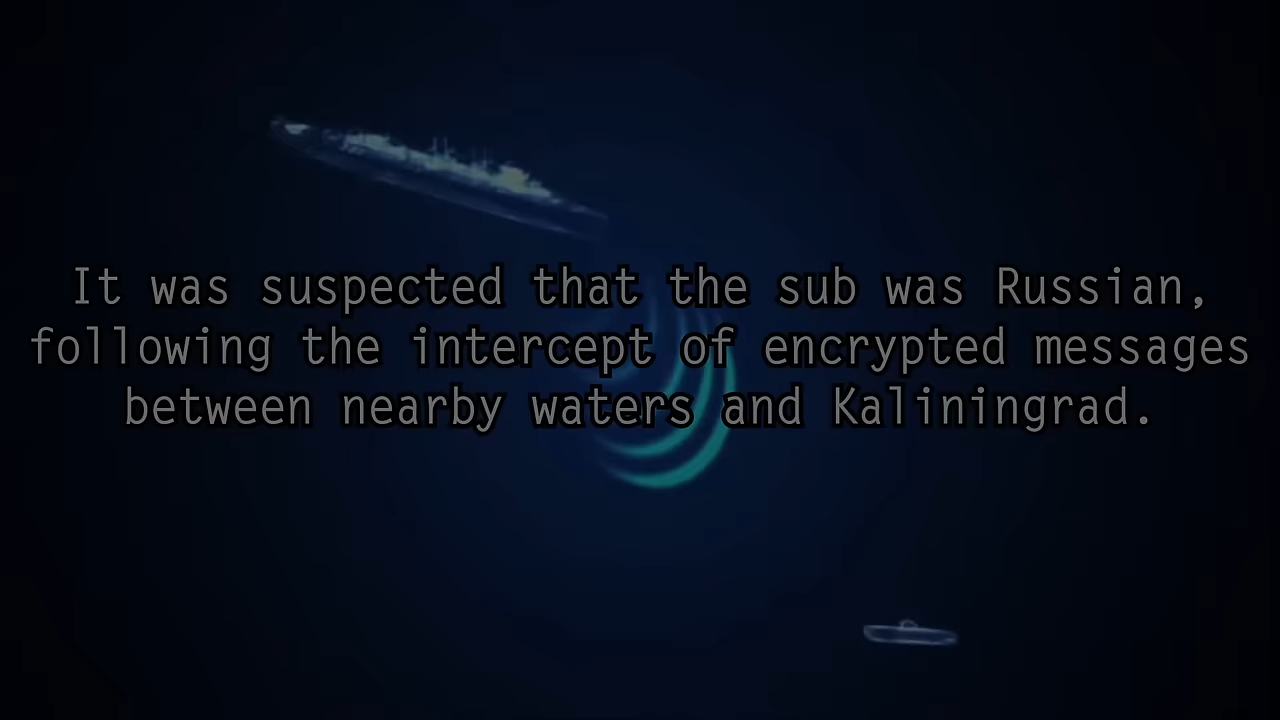 It was suspected that the sub was Russian,
following the intercept of encrypted messages
between nearby waters and Kaliningrad.